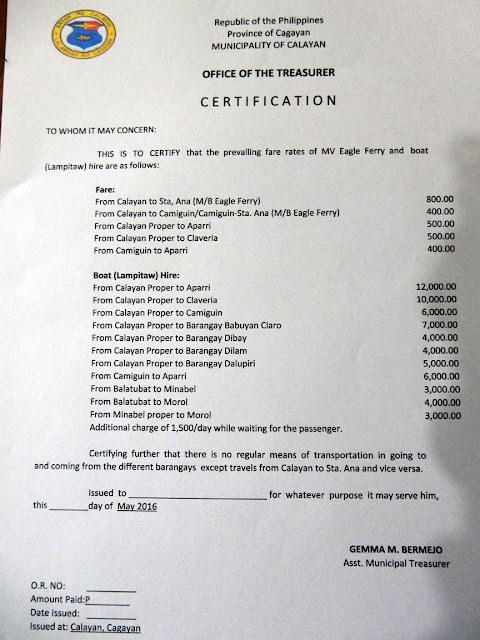 Republic of the Philippines
Province of Cagayan
MUNICIPALITY OF CALAYAN
OFFICE OF THE TREASURER
CERTIFICATION
TO WHOM IT MAY CONCERN:
THIS IS TO CERTIFY that the prevailing fare rates of MV Eagle Ferry and boat
(Lampitaw) hire are as follows:
Fare:
From Calayan to Sta, Ana (M/B Eagle Ferry) 800.00
From Calayan to Camiguin/Camiguin-Sta. Ana (M/B Eagle Ferry) 400.00
From Calayan Proper to Aparri 500.00
From Calayan Proper to Claveria 500.00
From Camiguin to Aparri 400.00
Boat (Lampitaw) Hire:
From Calayan Proper to Aparri 12,000.00
From Calayan Proper to Claveria 10,000.00
From Calayan Proper to Camiguin 6,000.00
From Calayan Proper to Barangay Babuyan Claro 7,000.00
From Calayan Proper to Barangay Dibay 4,000.00
From Calayan Proper to Barangay Dilam 4,000.00
From Calayan Proper to Barangay Dalupiri 5,000.00
From Camiguin to Aparri 6,000.00
From Balatubat to Minabel 3,000.00
From Balatubat to Morol 4,000.00
From Minabel proper to Morol 3,000.00
Additional charge of 1,500/day while waiting for the passenger.
Certifying further that there is no regular means of transportation in going to
and coming from the different barangays except travels from Calayan to Sta. Ana and vice versa.
Issued to ________________________ for whatever purpose it may serve him,
this _______day of May 2016
GEMMA M. BERMEJO
Asst. Municipal Treasurer
O.R. NO: ________
Amount Paid:P_______
Date Issued: ________
Issued at: Calayan, Cagayan